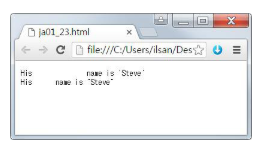 ja01_23.html
file:///C:/Users/ilsan/Des
His             name is 'Steve'
His      name is "Steve"